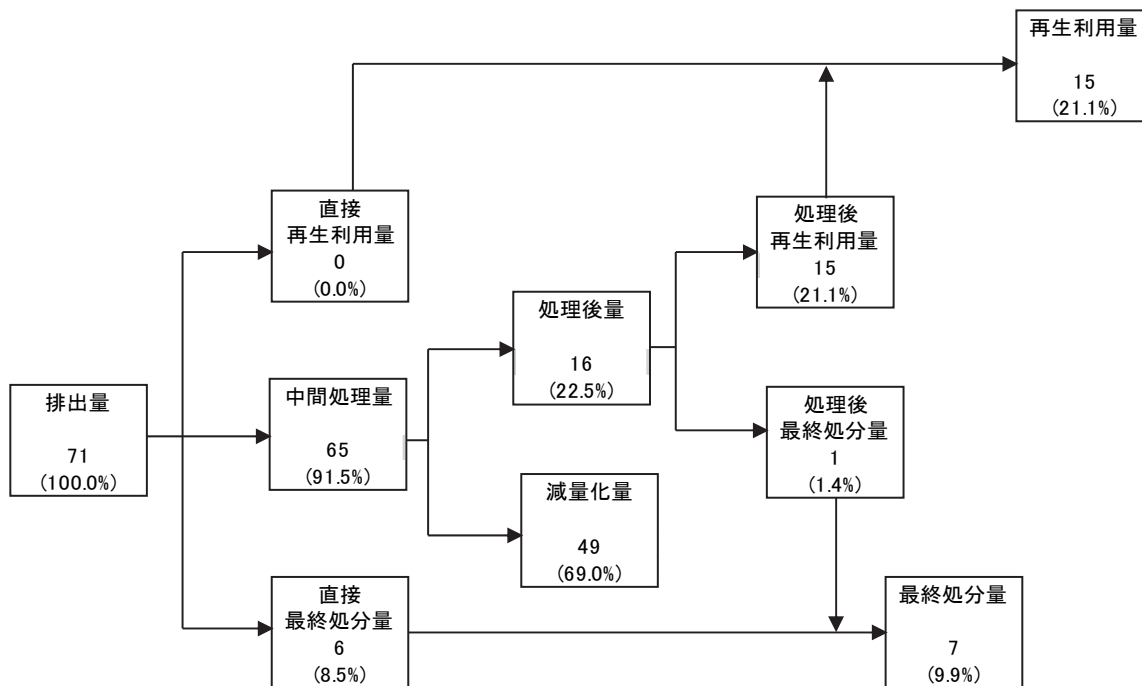 再生利用量
15
(21.1%)
直接
再生利用量
0
(0.0%)
処理後
再生利用量
15
(21.1%)
処理後量
16
(22.5%)
排出量
71
(100.0%)
中間処理量
65
(91.5%)
処理後
最終処分量
1
(1.4%)
減量化量
49
(69.0%)
直接
最終処分量
6
(8.5%)
最終処分量
7
(9.9%)